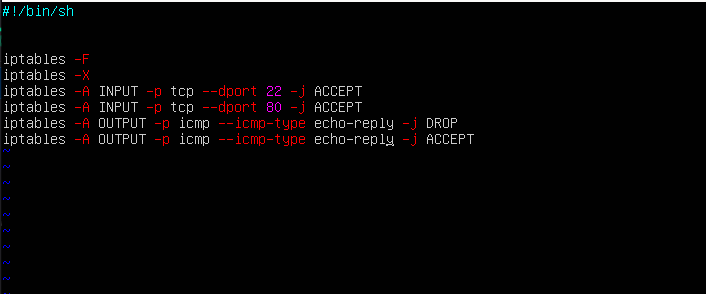 #!/bin/sh
iptables -F
iptables -X
iptables -A INPUT -p tcp --dport 22 -j ACCEPT
iptables -A INPUT -p tcp --dport 80 -j ACCEPT
iptables -A OUTPUT -p icmp --icmp-type echo-reply -j DROP
iptables -A OUTPUT -p icmp --icmp-type echo-reply -j ACCEPT
~
~
~
~
~
~
~
~
~